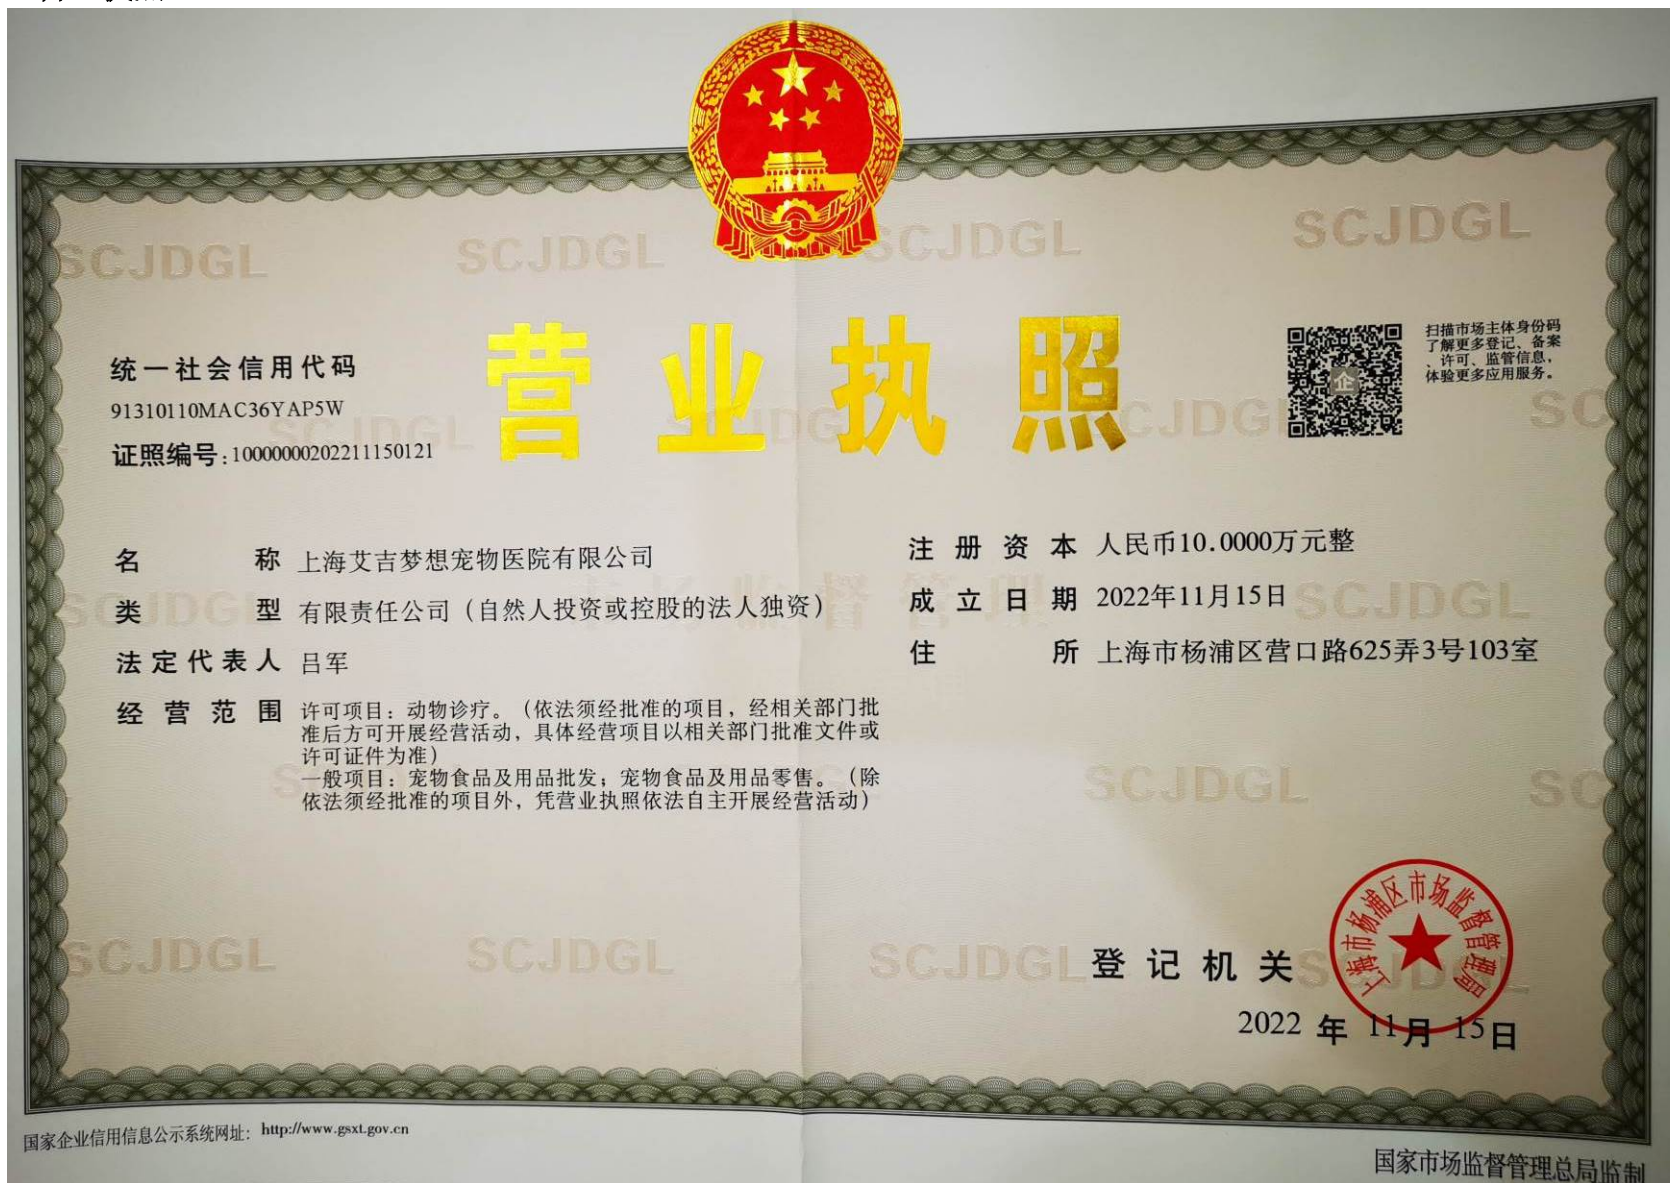 营业执照
统一社会信用代码
91310110MAC36YAP5W
证照编号:10000000202211150121
扫描市场主体身份码
了解更多登记、备案
、许可、监管信息，
体验更多应用服务。
企
名称 上海艾吉梦想宠物医院有限公司
类型 有限责任公司（自然人投资或控股的法人独资）
法定代表人 吕军
经营范围 许可项目：动物诊疗。（依法须经批准的项目，经相关部门批
准后方可开展经营活动，具体经营项目以相关部门批准文件或
许可证件为准）
一般项目：宠物食品及用品批发；宠物食品及用品零售。（除
依法须经批准的项目外，凭营业执照依法自主开展经营活动）
注册资本 人民币10.0000万元整
成立日期 2022年11月15日
住所 上海市杨浦区营口路625弄3号103室
登记机关
上海市杨浦区市场监督管理局
2022年11月15日
国家企业信用信息公示系统网址：http://www.gsxt.gov.cn
国家市场监督管理总局监制
SCJDGL
市场监督管理